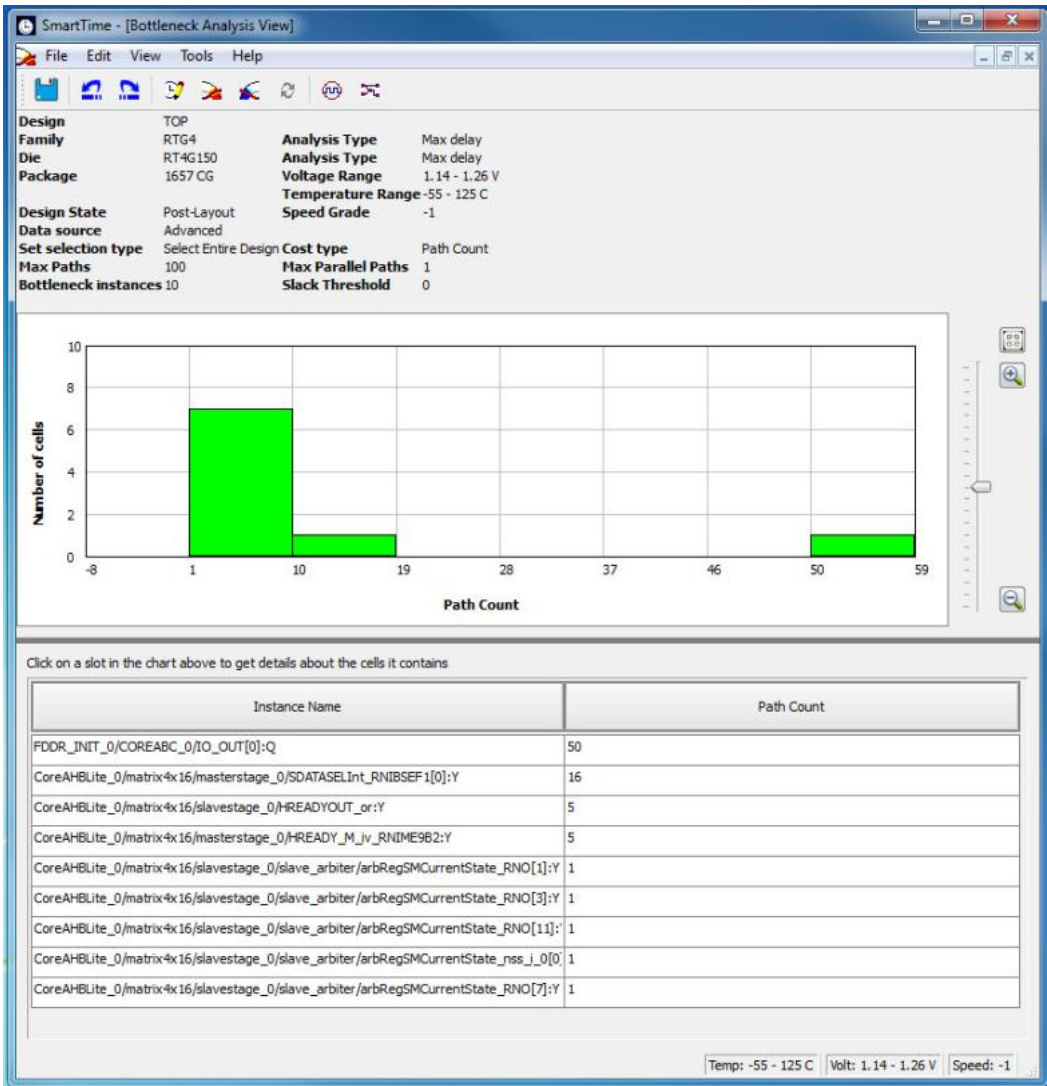 SmartTime - [Bottleneck Analysis View]
File Edit View Tools Help
Design TOP
Family RTG4 Analysis Type Max delay
Die RT4G150 Analysis Type Max delay
Package 1657 CG Voltage Range 1.14 - 1.26 V
Temperature Range -55 - 125 C
Design State Post-Layout Speed Grade -1
Data source Advanced
Set selection type Select Entire Design Cost type Path Count
Max Paths 100 Max Parallel Paths 1
Bottleneck instances 10 Slack Threshold 0
10
8
6
4
2
0
Number of cells
-8 1 10 19 28 37 46 50 59
Path Count
Click on a slot in the chart above to get details about the cells it contains
Instance Name Path Count
FDDR_INIT_0/COREABC_0/IO_OUT[0]:Q 50
CoreAHBLite_0/matrix4x16/masterstage_0/SDATASELInt_RNIBSEF1[0]:Y 16
CoreAHBLite_0/matrix4x16/slavestage_0/HREADYOUT_or:Y 5
CoreAHBLite_0/matrix4x16/masterstage_0/HREADY_M_iv_RNIME9B2:Y 5
CoreAHBLite_0/matrix4x16/slavestage_0/slave_arbiter/arbRegSMCurrentState_RNO[1]:Y 1
CoreAHBLite_0/matrix4x16/slavestage_0/slave_arbiter/arbRegSMCurrentState_RNO[3]:Y 1
CoreAHBLite_0/matrix4x16/slavestage_0/slave_arbiter/arbRegSMCurrentState_RNO[11]: 1
CoreAHBLite_0/matrix4x16/slavestage_0/slave_arbiter/arbRegSMCurrentState_nss_i_0[0] 1
CoreAHBLite_0/matrix4x16/slavestage_0/slave_arbiter/arbRegSMCurrentState_RNO[7]:Y 1
Temp: -55 - 125 C Volt: 1.14 - 1.26 V Speed: -1